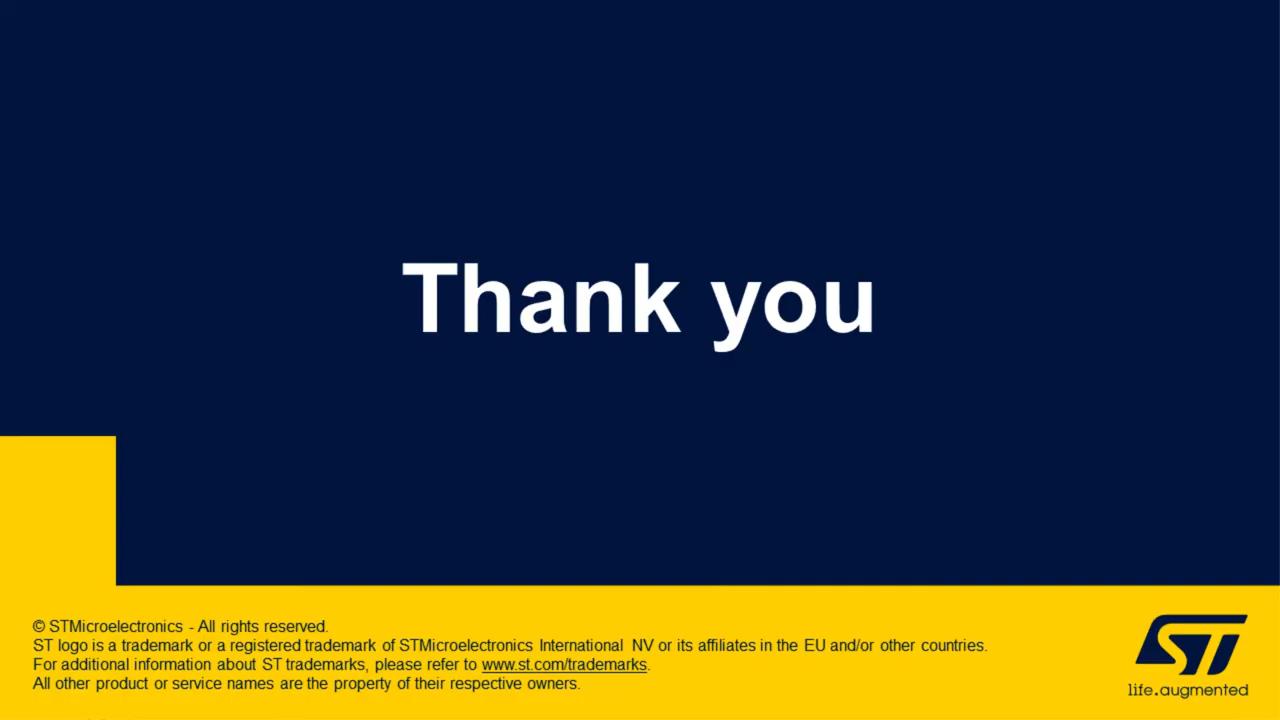 Thank you
© STMicroelectronics - All rights reserved.
ST logo is a trademark or a registered trademark of STMicroelectronics International NV or its affiliates in the EU and/or other countries.
For additional information about ST trademarks, please refer to www.st.com/trademarks.
All other product or service names are the property of their respective owners.
ST
life.augmented